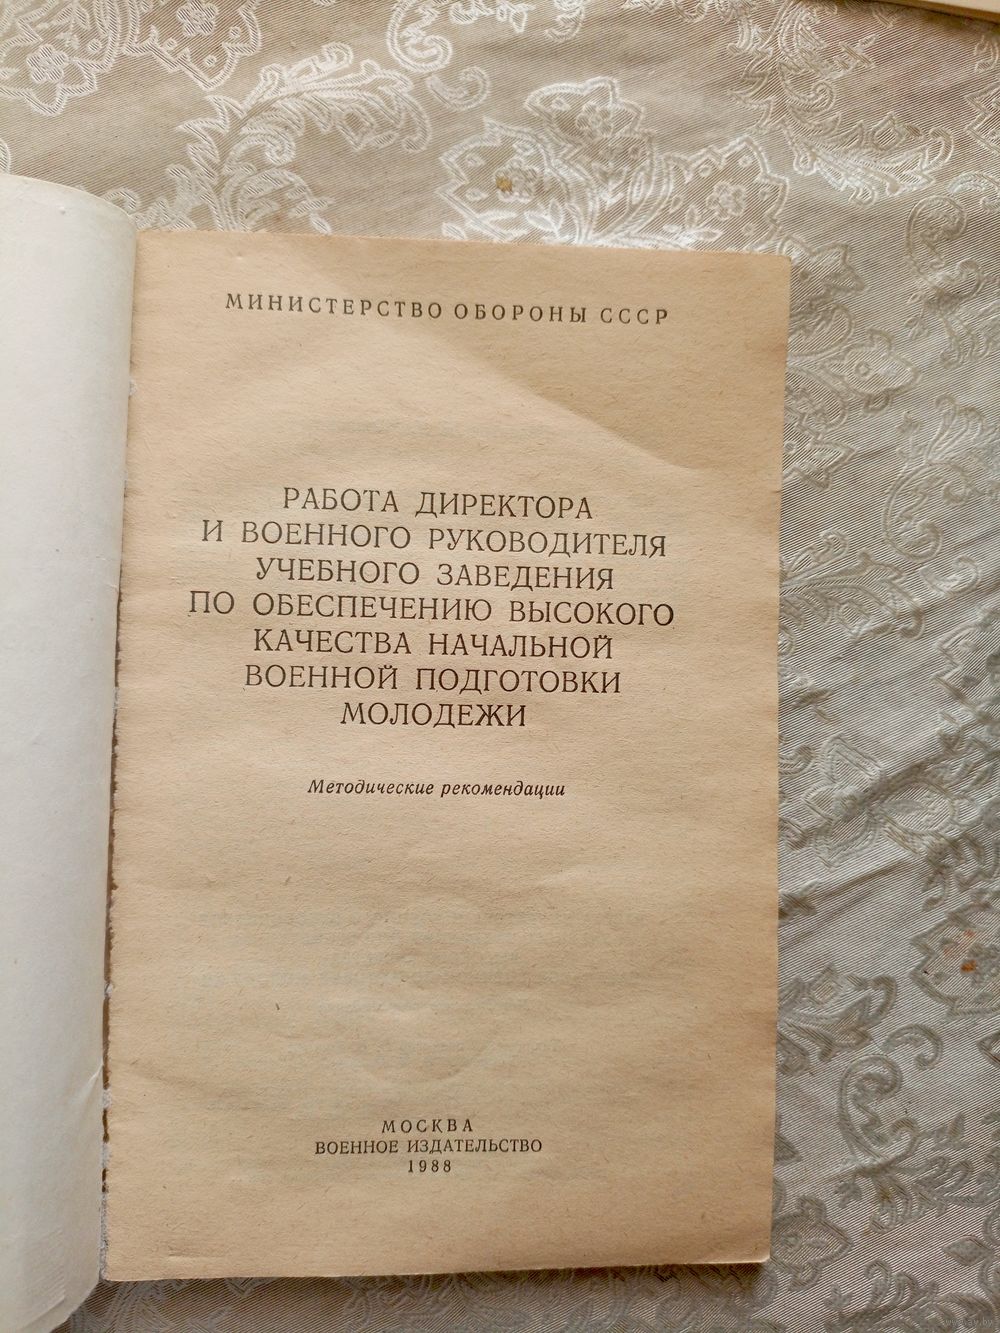 МИНИСТЕРСТВО ОБОРОНЫ СССР
РАБОТА ДИРЕКТОРА
И ВОЕННОГО РУКОВОДИТЕЛЯ
УЧЕБНОГО ЗАВЕДЕНИЯ
ПО ОБЕСПЕЧЕНИЮ ВЫСОКОГО
КАЧЕСТВА НАЧАЛЬНОЙ
ВОЕННОЙ ПОДГОТОВКИ
МОЛОДЕЖИ
Методические рекомендации
МОСКВА
ВОЕННОЕ ИЗДАТЕЛЬСТВО
1988